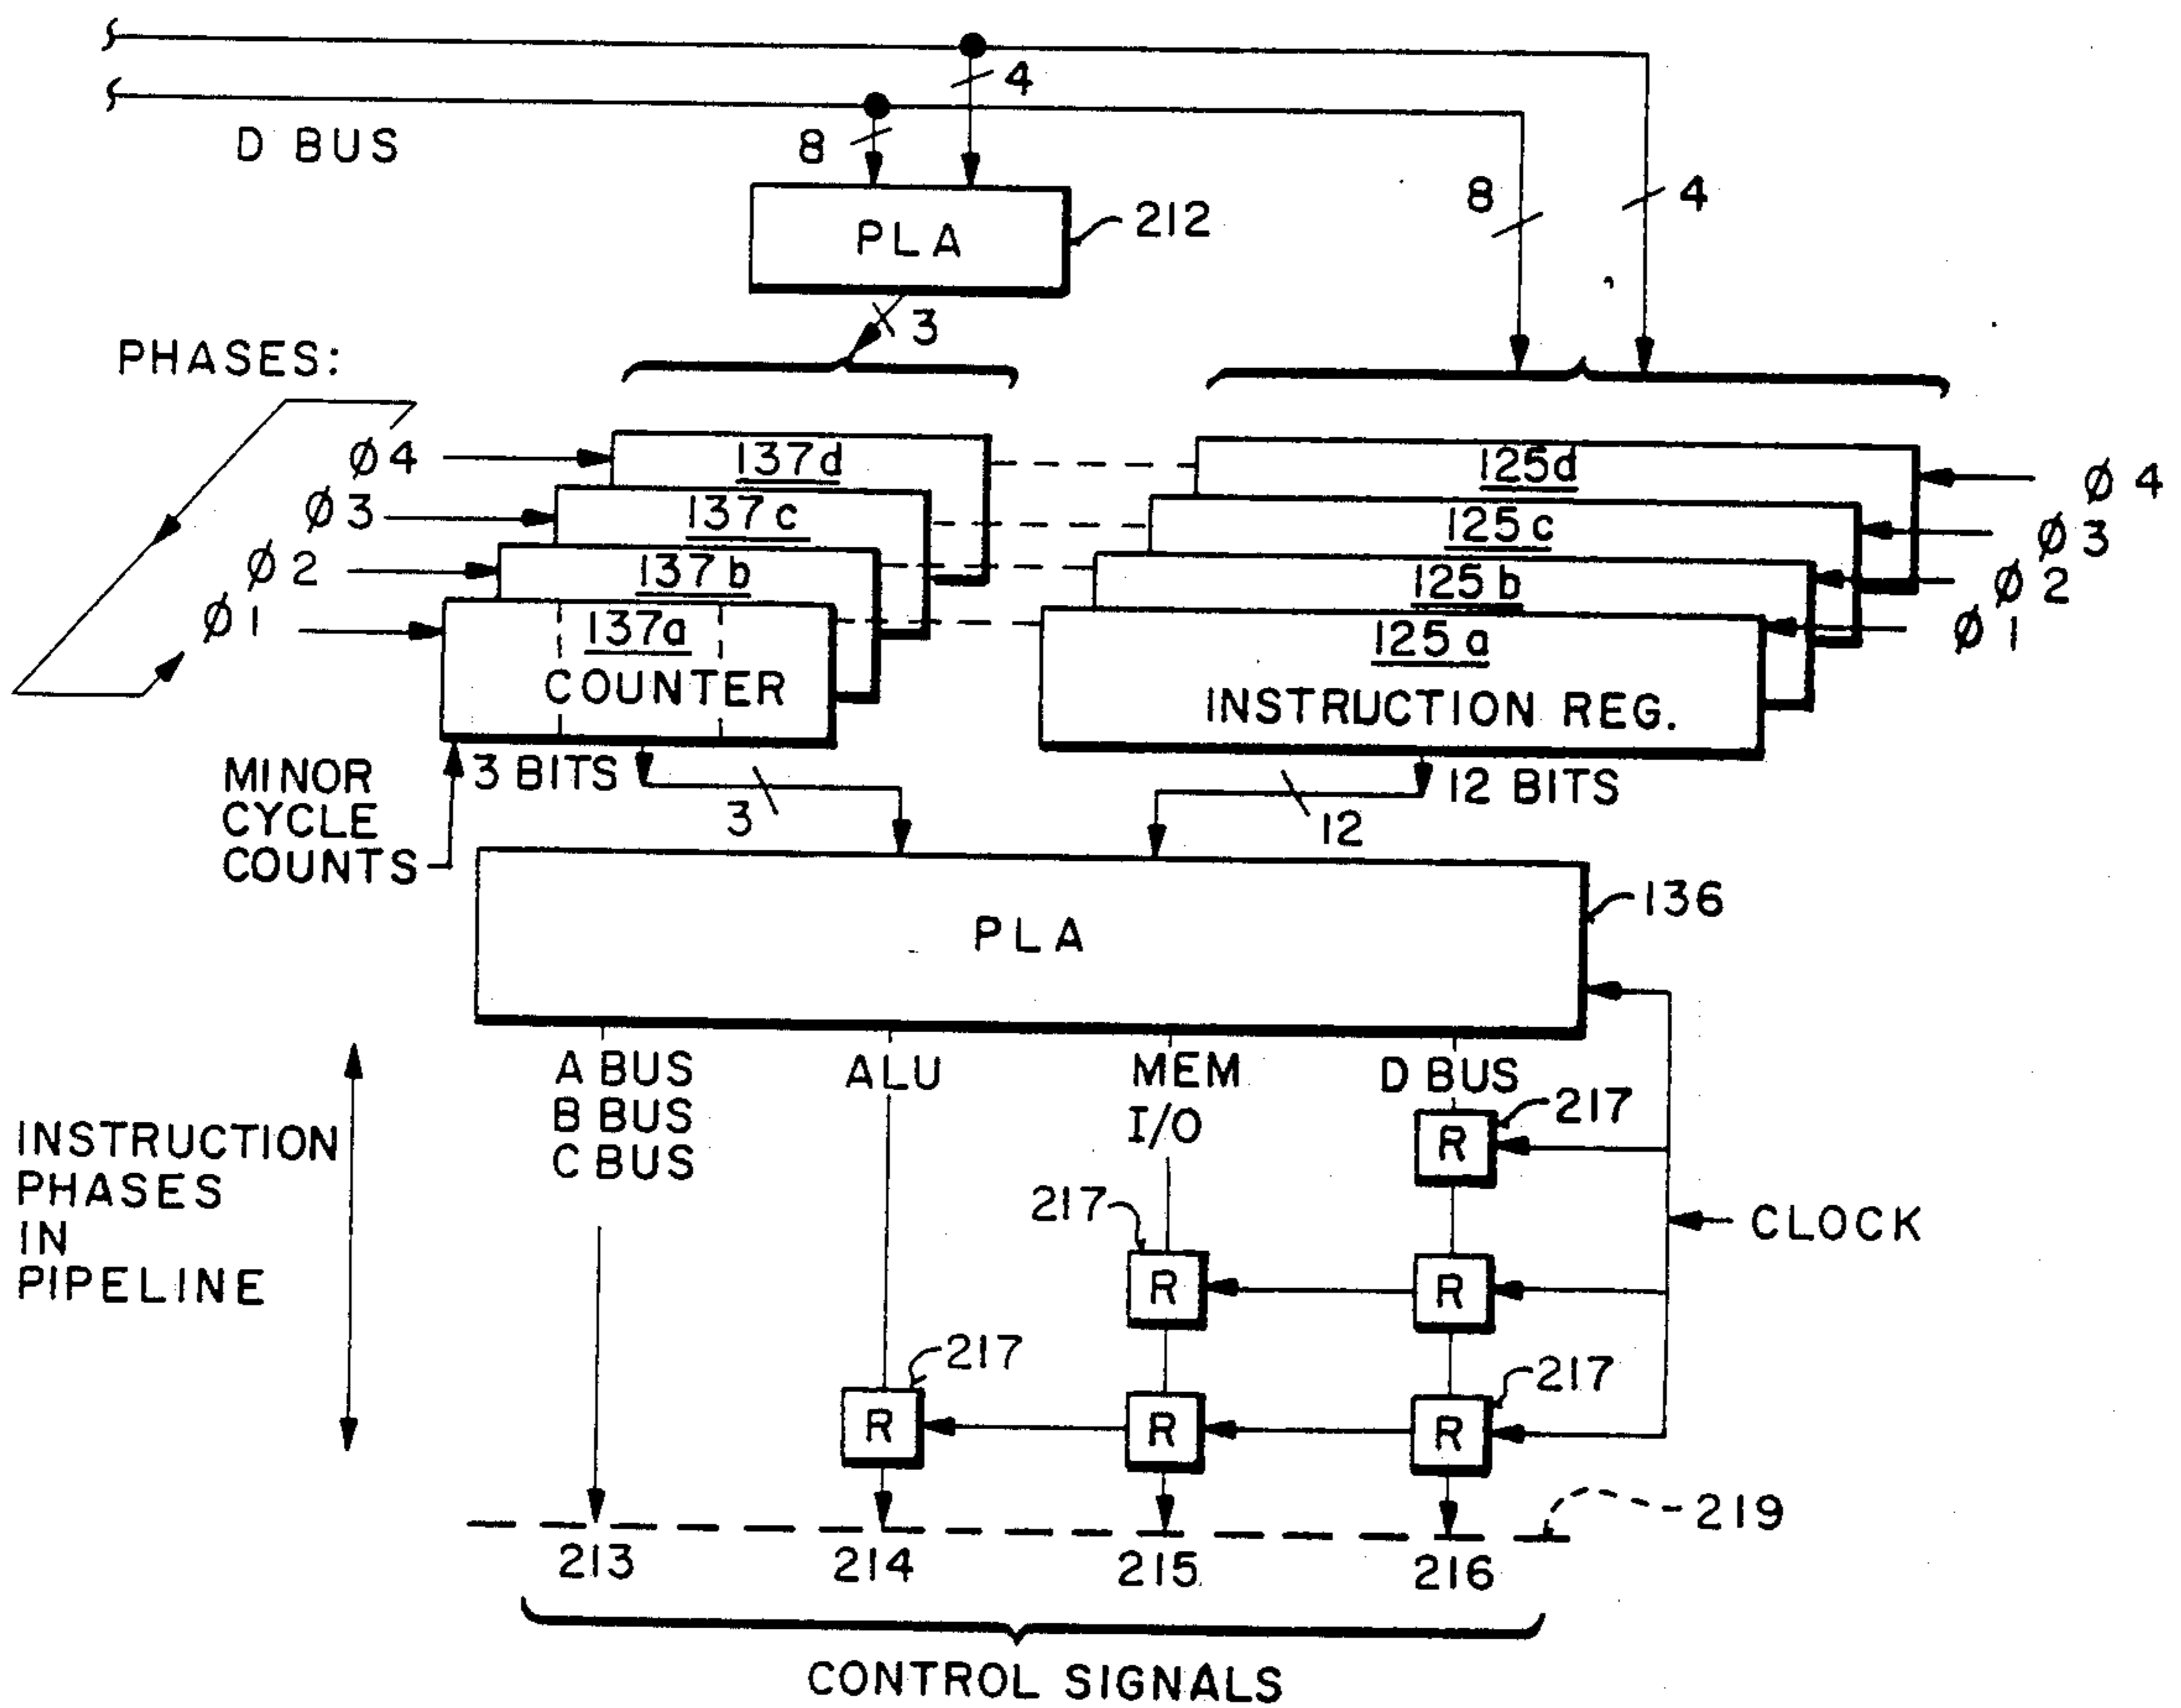 4
D BUS
8
8
4
PLA
212
3
PHASES:
Ø4
137d
125d
Ø4
Ø3
137c
125c
Ø3
Ø2
137b
125b
Ø2
Ø1
137a
125a
Ø1
COUNTER
INSTRUCTION REG.
MINOR
CYCLE
COUNTS
3 BITS
3
12 BITS
12
PLA
136
A BUS
B BUS
C BUS
ALU
MEM
I/O
D BUS
217
R
INSTRUCTION
PHASES
IN
PIPELINE
217
R
R
CLOCK
217
217
R
R
R
219
213
214
215
216
CONTROL SIGNALS